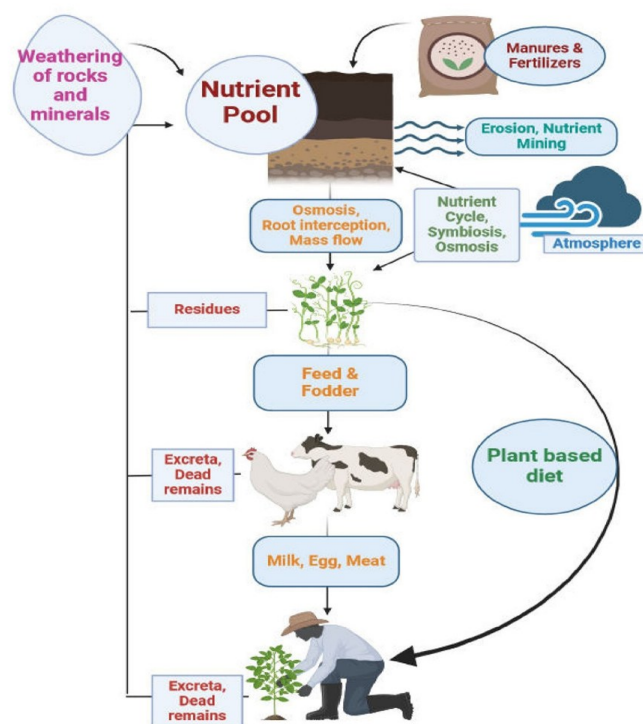 Weathering
of rocks
and
minerals
Nutrient
Pool
Manures &
Fertilizers
Erosion, Nutrient
Mining
Osmosis,
Root interception,
Mass flow
Nutrient
Cycle,
Symbiosis,
Osmosis
Atmosphere
Residues
Feed &
Fodder
Excreta,
Dead
remains
Plant based
diet
Milk, Egg, Meat
Excreta,
Dead
remains